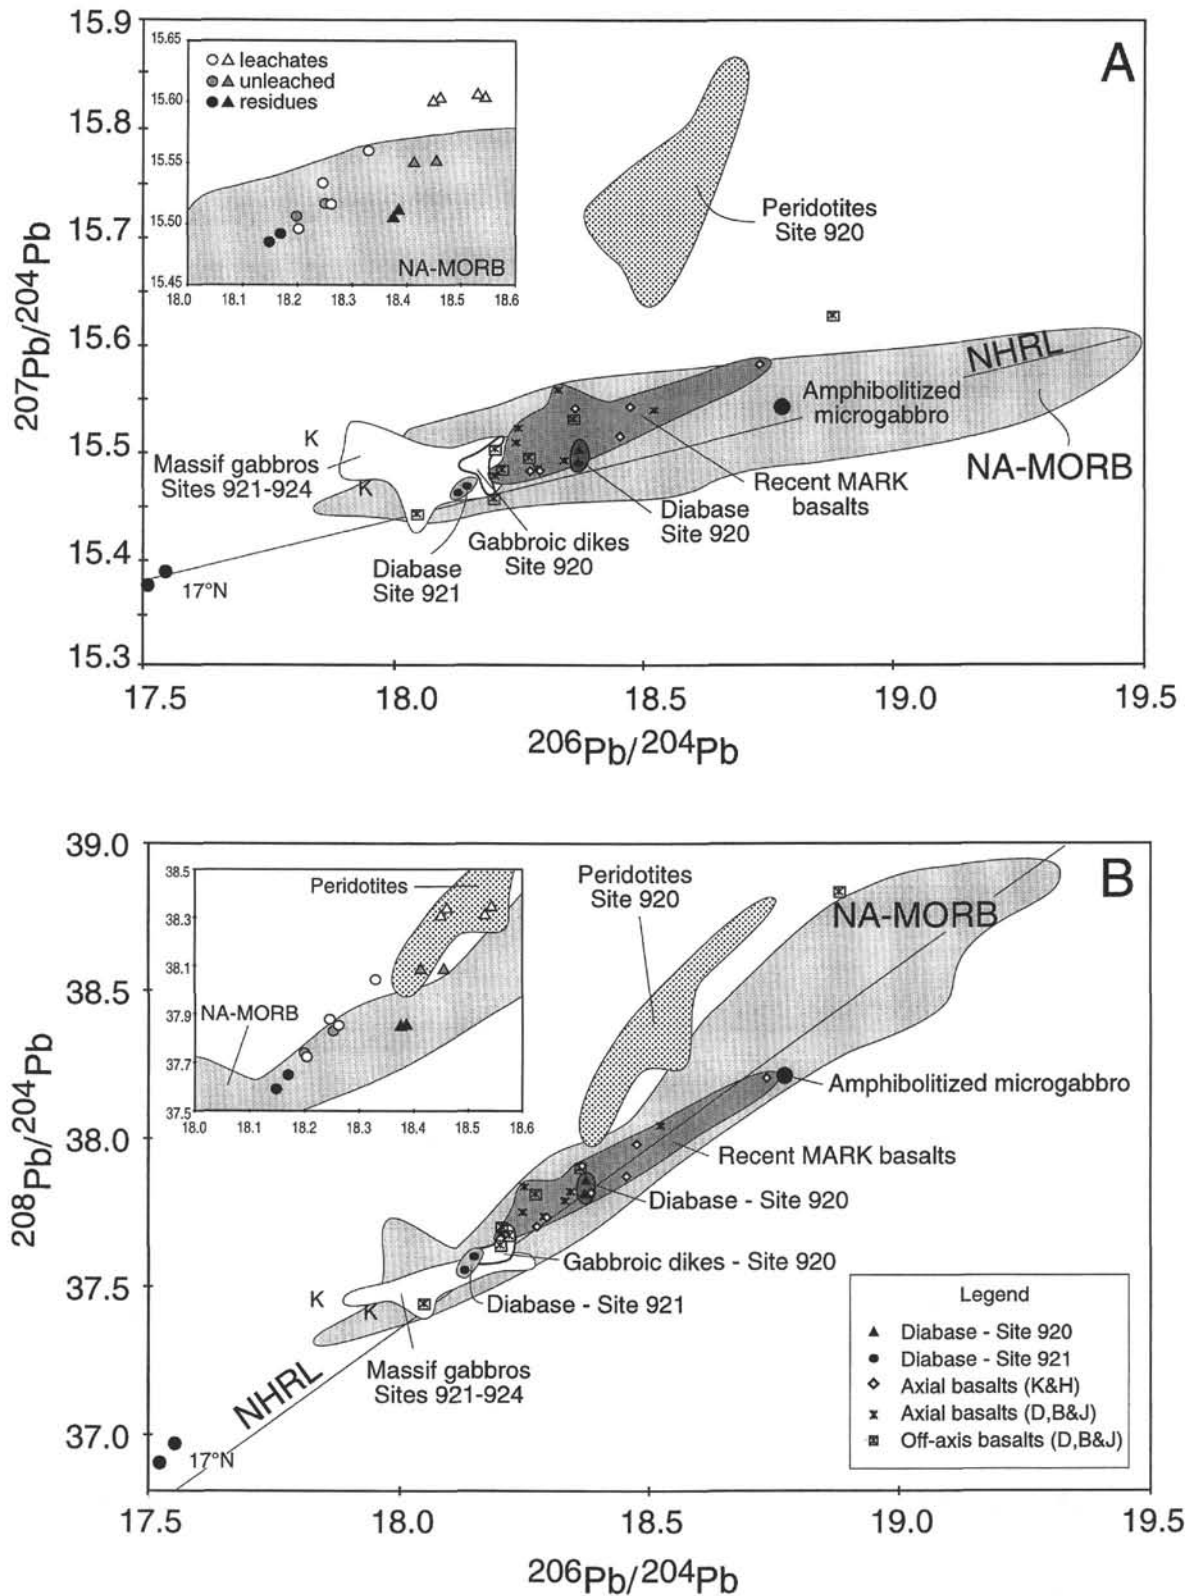 15.9
15.8
15.7
15.6
15.5
15.4
15.3
207Pb/204Pb
A
15.65
15.60
15.55
15.50
15.45
leachates
unleached
residues
NA-MORB
18.0 18.1 18.2 18.3 18.4 18.5 18.6
Peridotites
Site 920
NHRL
Amphibolitized
microgabbro
NA-MORB
K
Massif gabbros
Sites 921-924
K
Recent MARK
basalts
Diabase
Site 920
Gabbroic dikes
Site 920
Diabase
Site 921
17°N
17.5 18.0 18.5 19.0 19.5
206Pb/204Pb
39.0
38.5
38.0
37.5
37.0
208Pb/204Pb
B
38.5
38.3
38.1
37.9
37.7
37.5
Peridotites
NA-MORB
18.0 18.1 18.2 18.3 18.4 18.5 18.6
Peridotites
Site 920
NA-MORB
Amphibolitized microgabbro
Recent MARK basalts
Diabase - Site 920
Gabbroic dikes - Site 920
K
K
Diabase - Site 921
Massif gabbros
Sites 921-924
NHRL
17°N
Legend
Diabase - Site 920
Diabase - Site 921
Axial basalts (K&H)
Axial basalts (D,B&J)
Off-axis basalts (D,B&J)
17.5 18.0 18.5 19.0 19.5
206Pb/204Pb